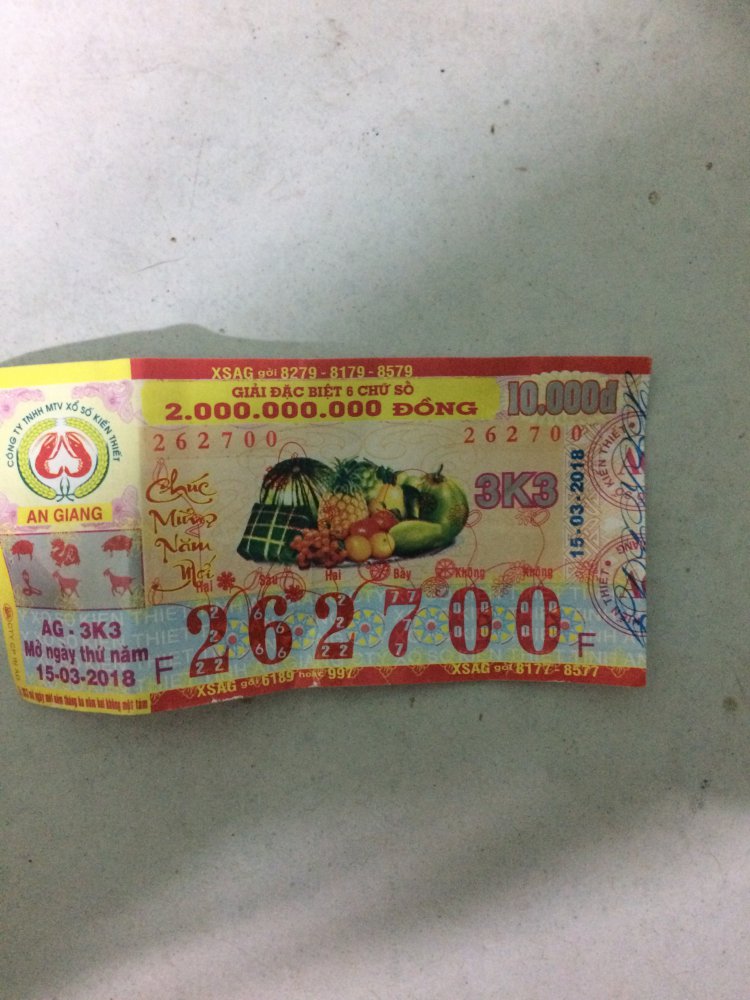 XSAG gọi 8279 - 8179 - 8579
GIẢI ĐẶC BIỆT 6 CHỮ SỐ
2.000.000.000 ĐỒNG
10.000đ
262700
262700
CÔNG TY TNHH MTV XỔ SỐ KIẾN THIẾT
AN GIANG
Chúc
Mừng
Năm
Mới
3K3
15-03-2018
Hai Sáu Hai Bảy Không Không
AG - 3K3
Mở ngày thứ năm
15-03-2018
F 262700 F
XSAG gọi 6189 hoặc 997
XSAG gọi 8177 - 8577